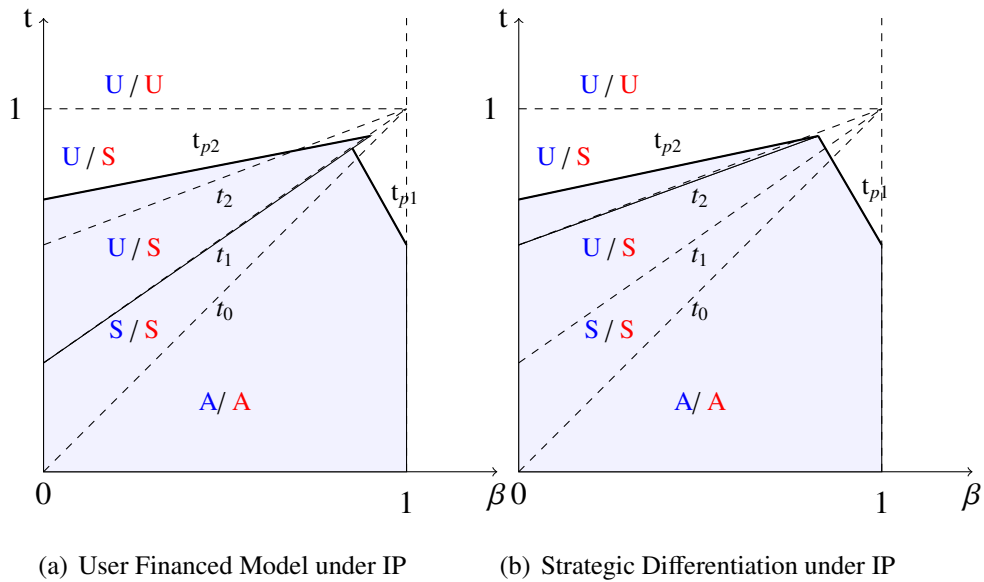 t
1
U / U
U / S
t_{p2}
t_2
t_{p1}
U / S
t_1
t_0
S / S
A/ A
0
1
β
(a) User Financed Model under IP
t
1
U / U
U / S
t_{p2}
t_2
t_{p1}
U / S
t_1
t_0
S / S
A/ A
0
1
β
(b) Strategic Differentiation under IP